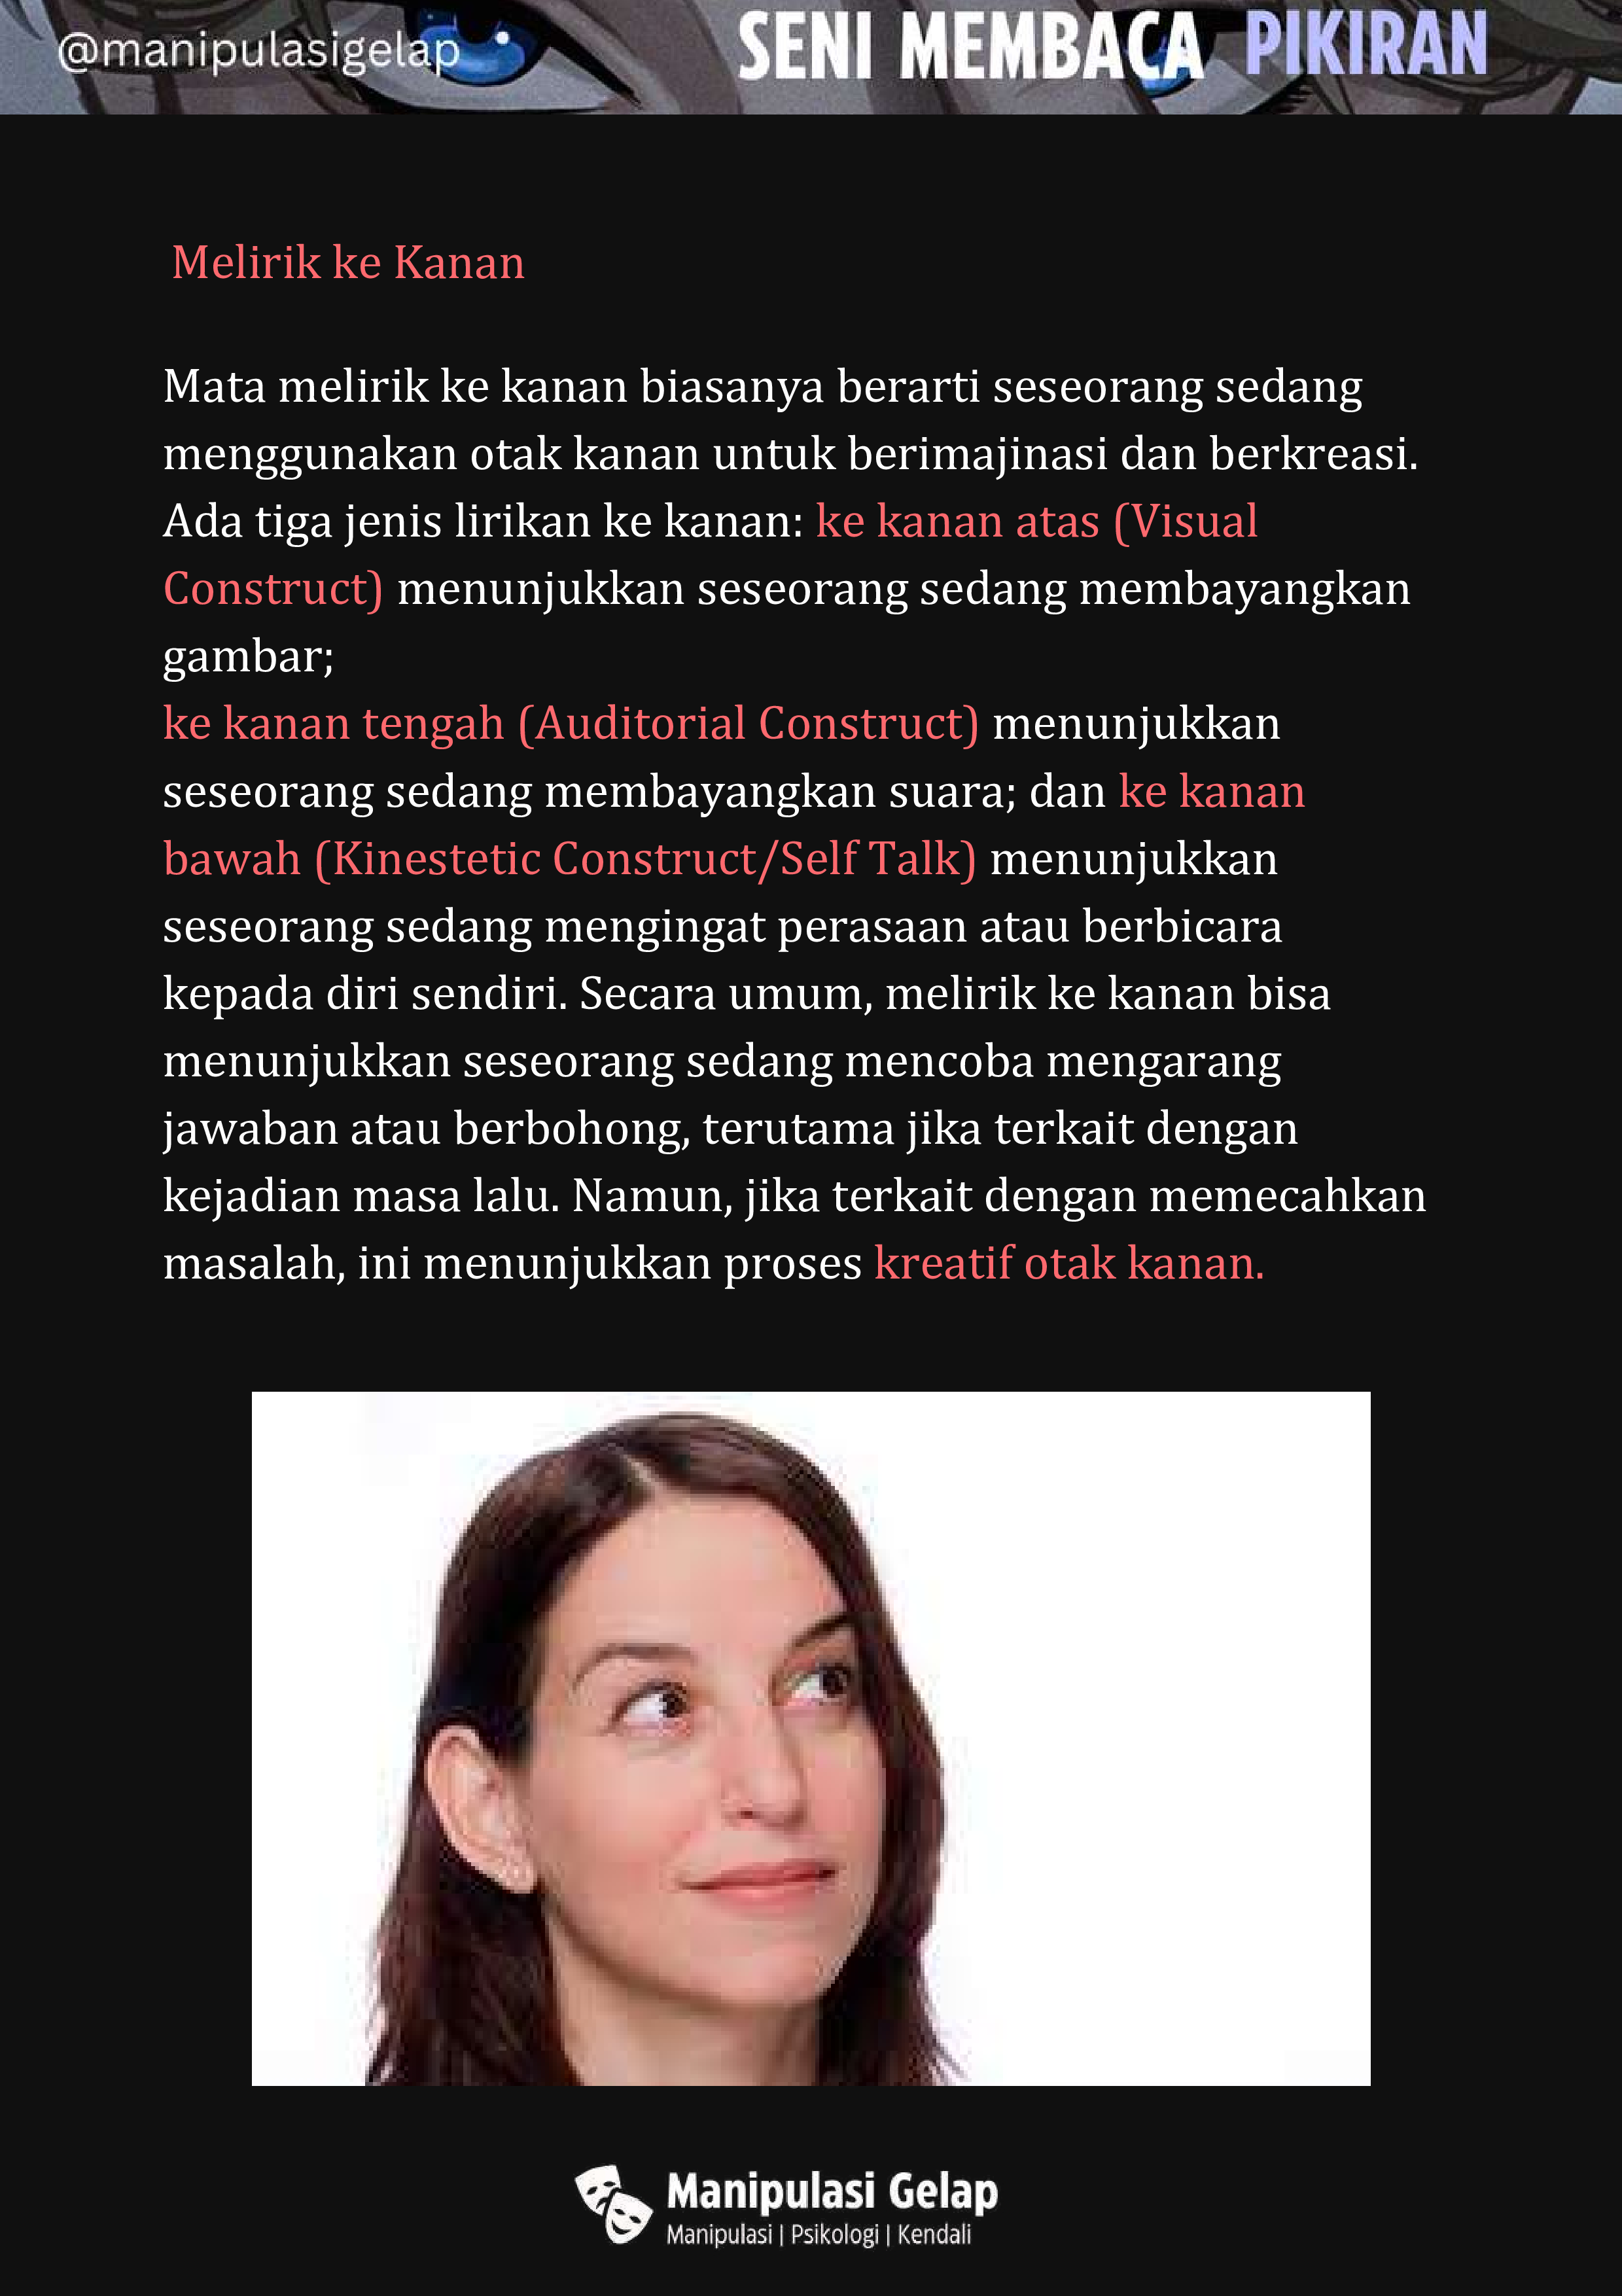 @manipulasigelap
SENI MEMBACA PIKIRAN
Melirik ke Kanan
Mata melirik ke kanan biasanya berarti seseorang sedang
menggunakan otak kanan untuk berimajinasi dan berkreasi.
Ada tiga jenis lirikan ke kanan: ke kanan atas (Visual
Construct) menunjukkan seseorang sedang membayangkan
gambar;
ke kanan tengah (Auditorial Construct) menunjukkan
seseorang sedang membayangkan suara; dan ke kanan
bawah (Kinestetic Construct/Self Talk) menunjukkan
seseorang sedang mengingat perasaan atau berbicara
kepada diri sendiri. Secara umum, melirik ke kanan bisa
menunjukkan seseorang sedang mencoba mengarang
jawaban atau berbohong, terutama jika terkait dengan
kejadian masa lalu. Namun, jika terkait dengan memecahkan
masalah, ini menunjukkan proses kreatif otak kanan.
Manipulasi Gelap
Manipulasi | Psikologi | Kendali